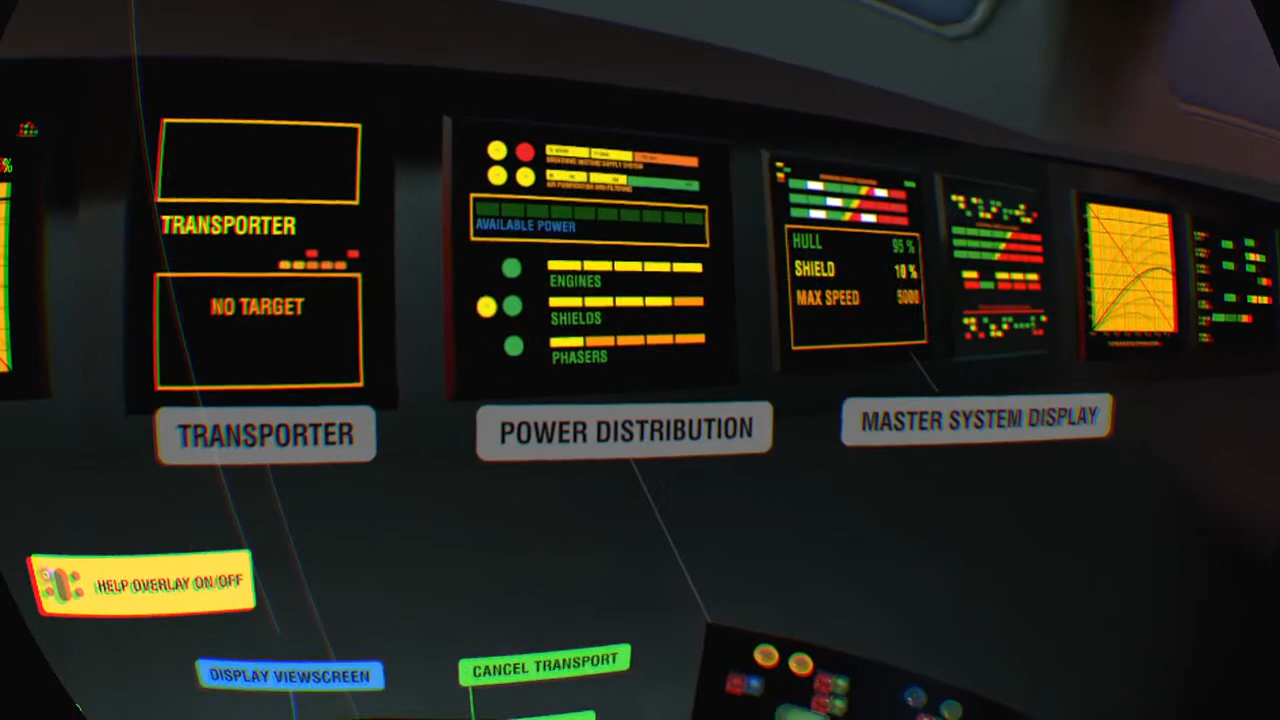 %
TRANSPORTER
NO TARGET
AVAILABLE POWER
ENGINES
SHIELDS
PHASERS
HULL 95 %
SHIELD 10 %
MAX SPEED 5000
TRANSPORTER
POWER DISTRIBUTION
MASTER SYSTEM DISPLAY
HELP OVERLAY ON/OFF
DISPLAY VIEWSCREEN
CANCEL TRANSPORT